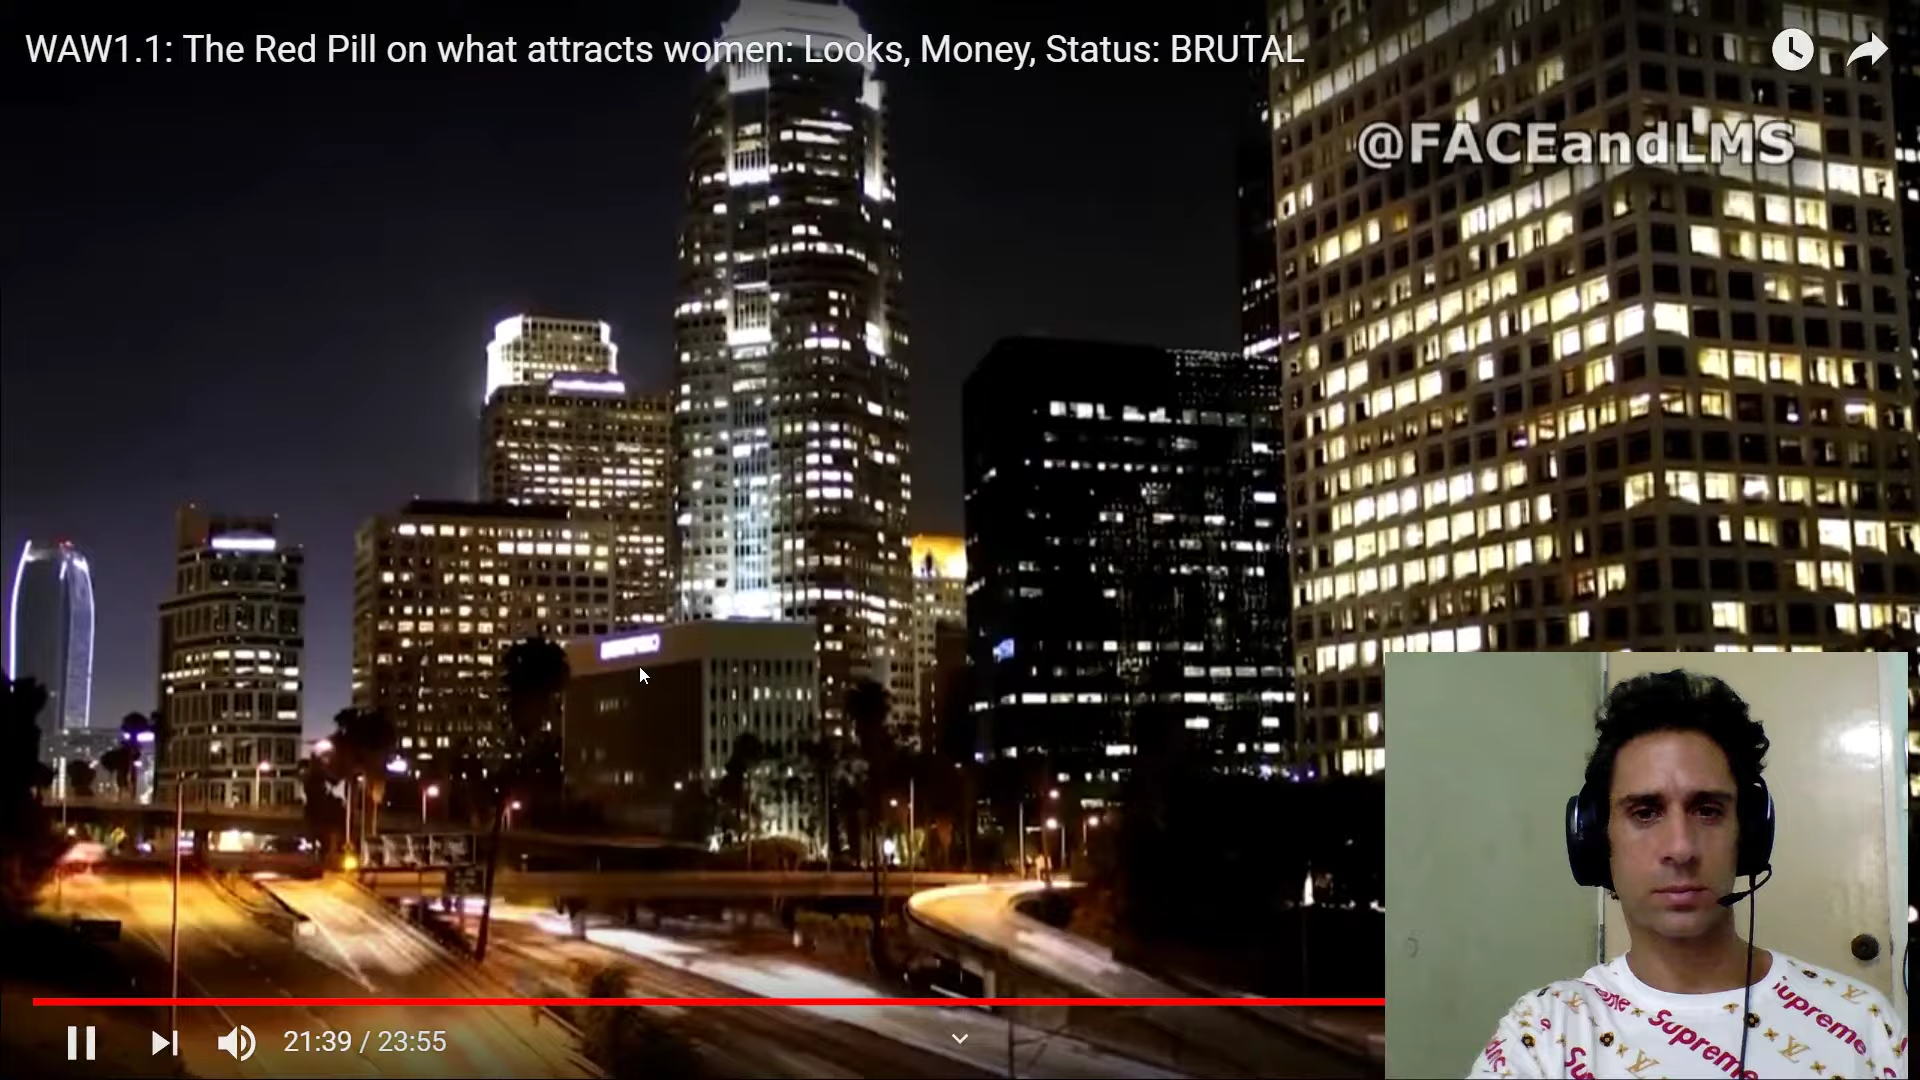 WAW1.1: The Red Pill on what attracts women: Looks, Money, Status: BRUTAL
@FACEandLMS
21:39 / 23:55
Supreme
upreme